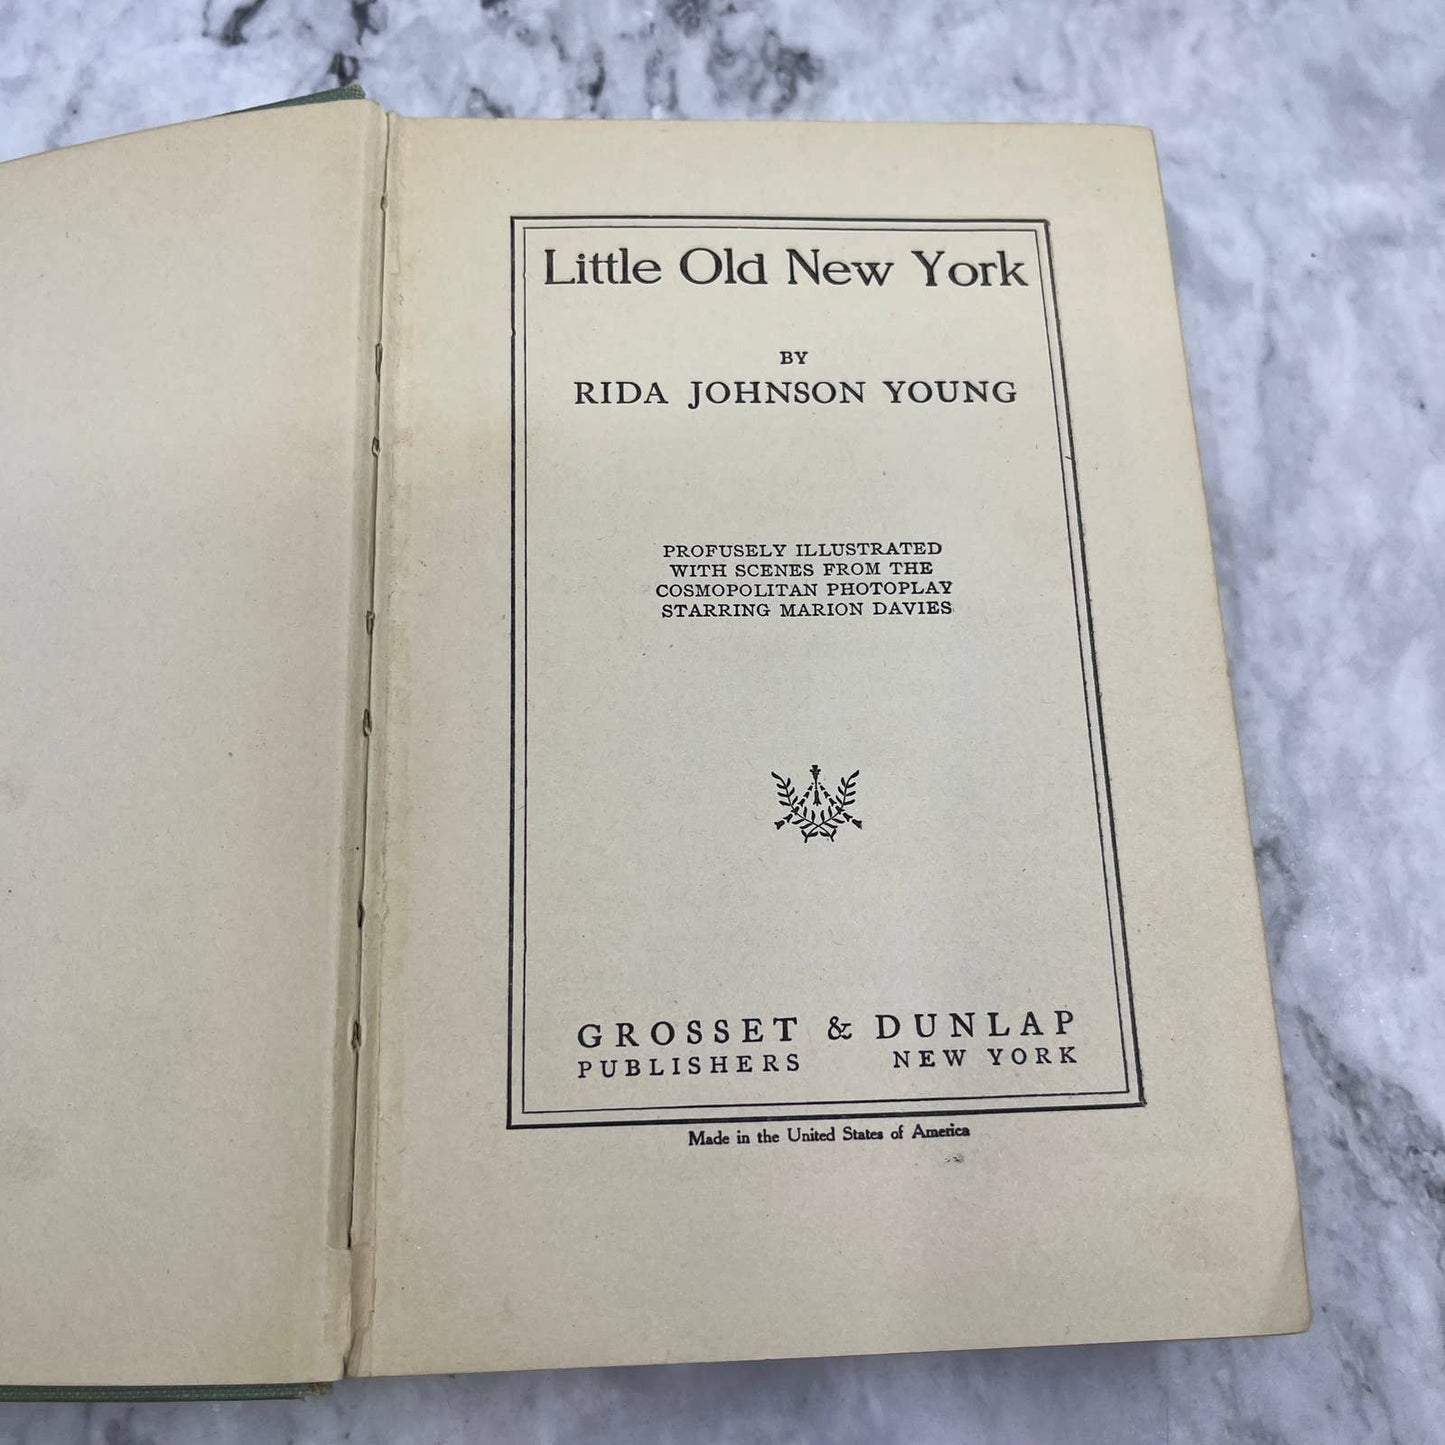 Little Old New York
BY
RIDA JOHNSON YOUNG
PROFUSELY ILLUSTRATED
WITH SCENES FROM THE
COSMOPOLITAN PHOTOPLAY
STARRING MARION DAVIES
GROSSET & DUNLAP
PUBLISHERS NEW YORK
Made in the United States of America